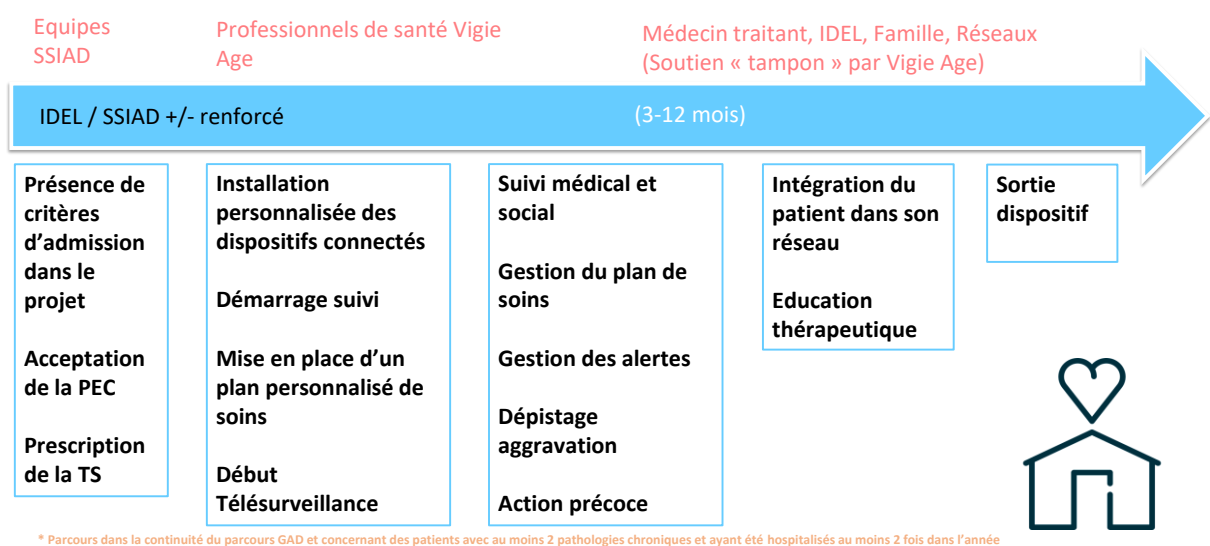 Equipes
SSIAD
Professionnels de santé Vigie
Age
Médecin traitant, IDEL, Famille, Réseaux
(Soutien « tampon » par Vigie Age)
IDEL / SSIAD +/- renforcé
(3-12 mois)
Présence de
critères
d’admission
dans le
projet
Acceptation
de la PEC
Prescription
de la TS
Installation
personnalisée des
dispositifs connectés
Démarrage suivi
Mise en place d’un
plan personnalisé de
soins
Début
Télésurveillance
Suivi médical et
social
Gestion du plan de
soins
Gestion des alertes
Dépistage
aggravation
Action précoce
Intégration du
patient dans son
réseau
Education
thérapeutique
Sortie
dispositif
* Parcours dans la continuité du parcours GAD et concernant des patients avec au moins 2 pathologies chroniques et ayant été hospitalisés au moins 2 fois dans l’année